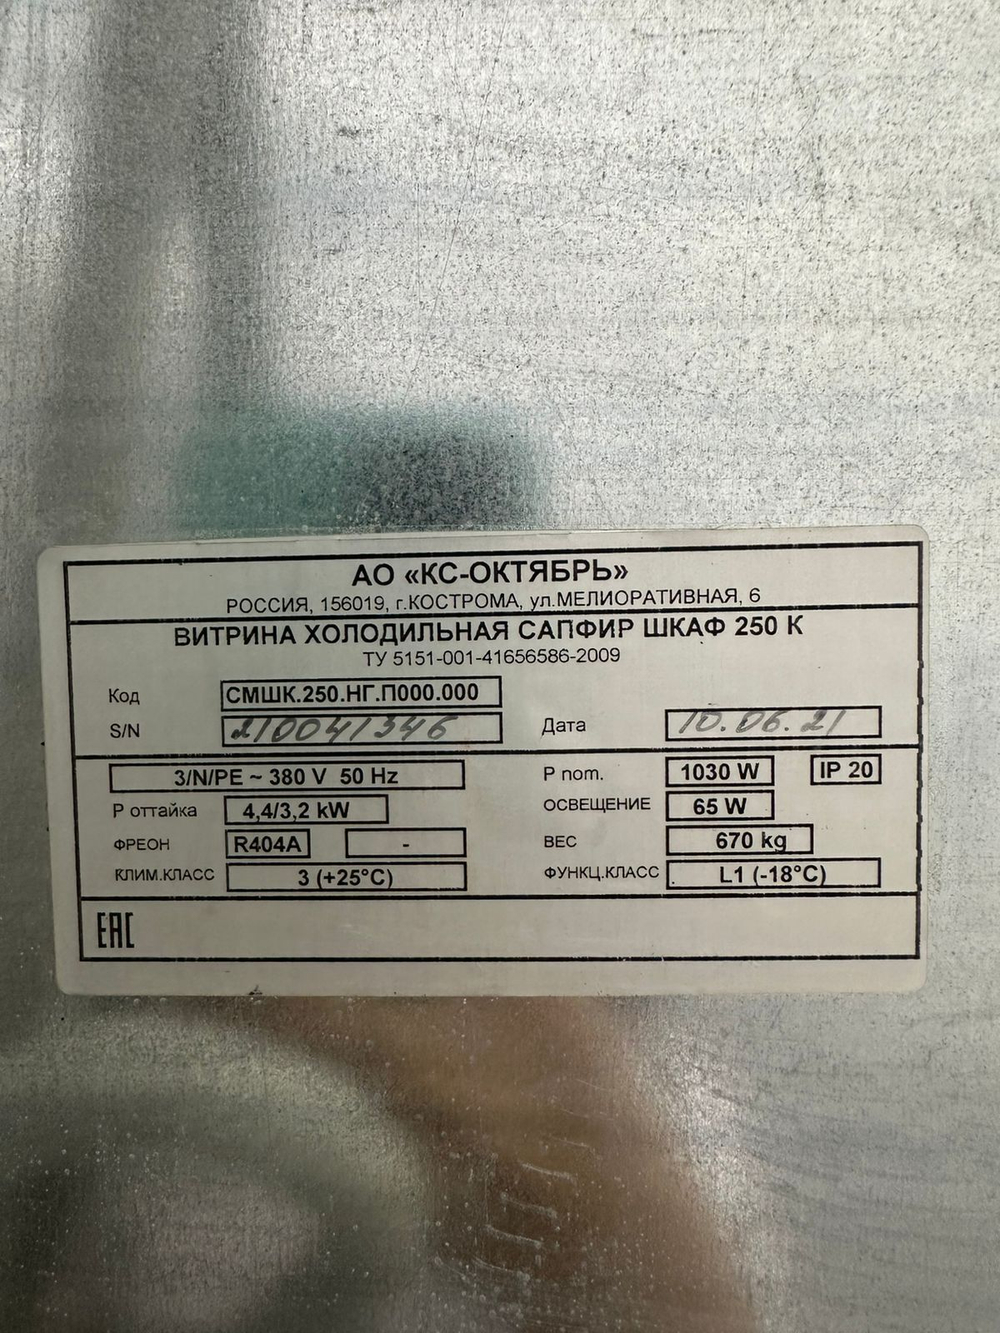 АО «КС-ОКТЯБРЬ»
РОССИЯ, 156019, г.КОСТРОМА, ул.МЕЛИОРАТИВНАЯ, 6
ВИТРИНА ХОЛОДИЛЬНАЯ САПФИР ШКАФ 250 К
ТУ 5151-001-41656586-2009
Код СМШК.250.НГ.П000.000
S/N 210041346 Дата 10.06.21
3/N/PE ~ 380 V 50 Hz P nom. 1030 W IP 20
Р оттайка 4,4/3,2 kW ОСВЕЩЕНИЕ 65 W
ФРЕОН R404A - ВЕС 670 kg
КЛИМ.КЛАСС 3 (+25°C) ФУНКЦ.КЛАСС L1 (-18°C)
EAC